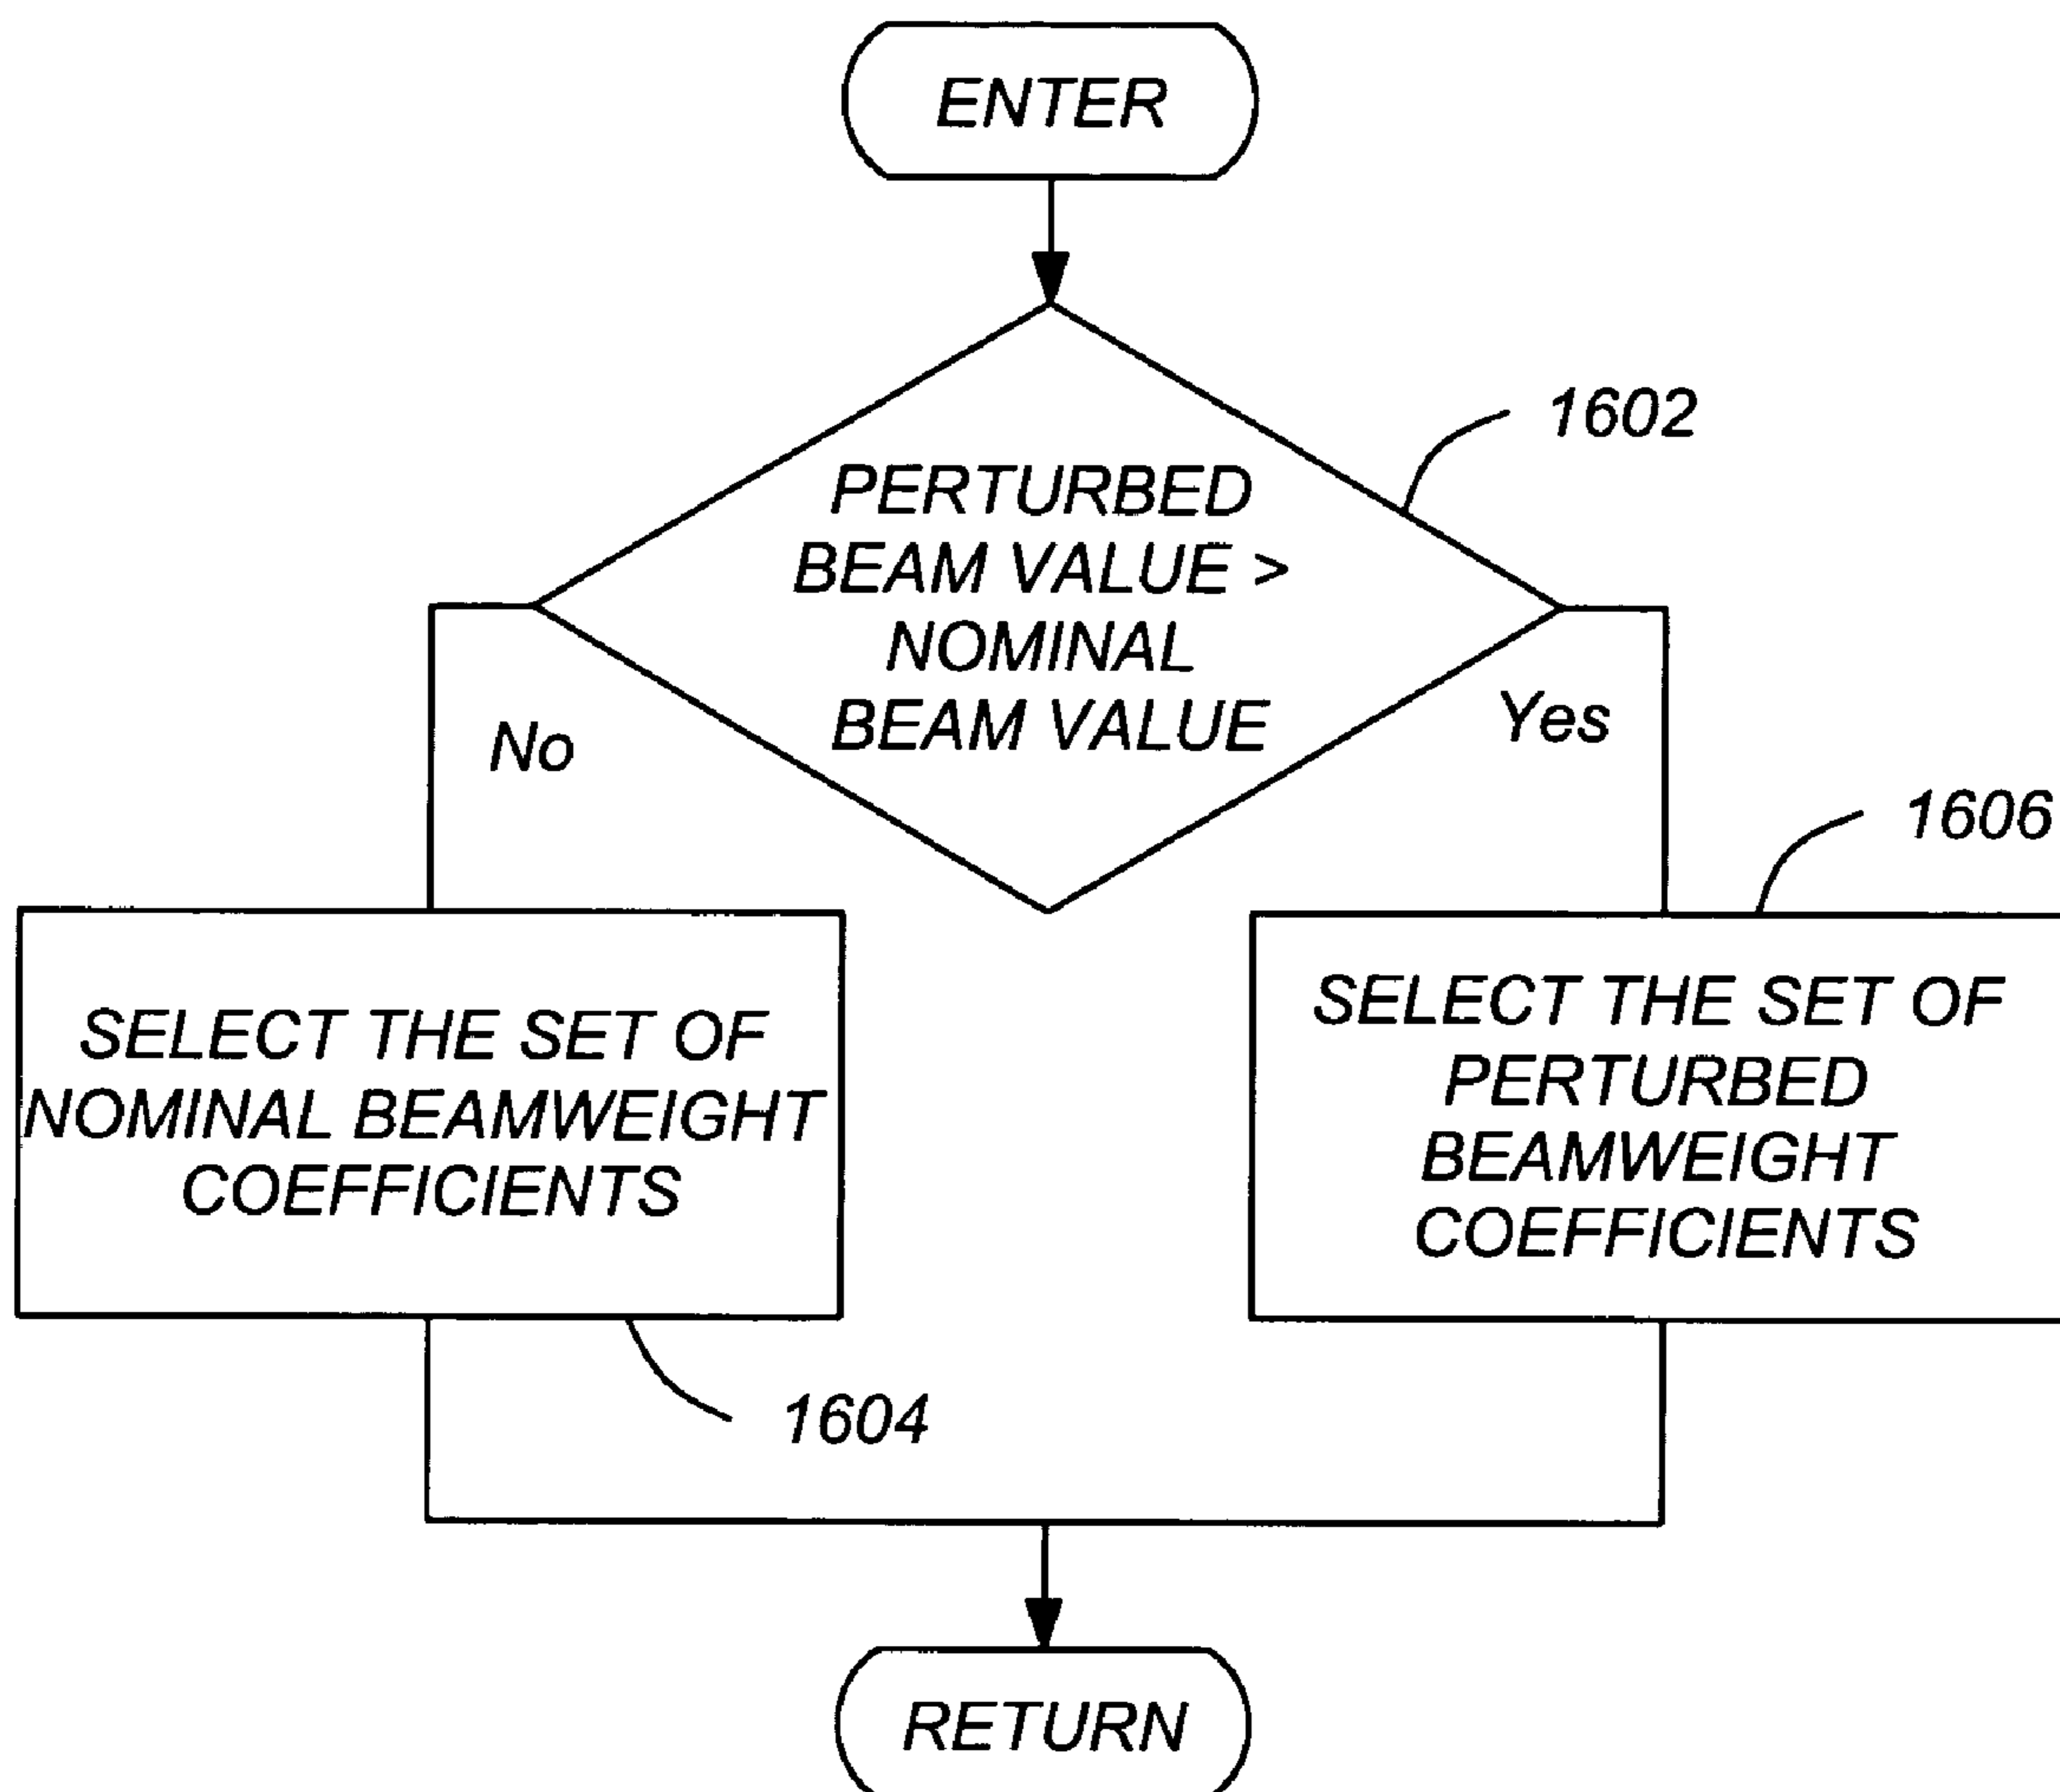 ENTER
1602
PERTURBED
BEAM VALUE >
NOMINAL
BEAM VALUE
No
Yes
1606
SELECT THE SET OF
NOMINAL BEAMWEIGHT
COEFFICIENTS
SELECT THE SET OF
PERTURBED
BEAMWEIGHT
COEFFICIENTS
1604
RETURN